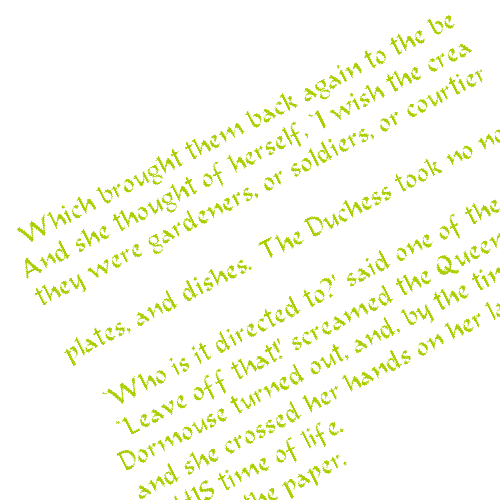 Which brought them back again to the be
And she thought of herself, `I wish the crea
they were gardeners, or soldiers, or courtier
plates, and dishes. The Duchess took no no
`Who is it directed to?' said one of the
`Leave off that!' screamed the Queen
Dormouse turned out, and, by the tim
and she crossed her hands on her la
HIS time of life.
the paper.